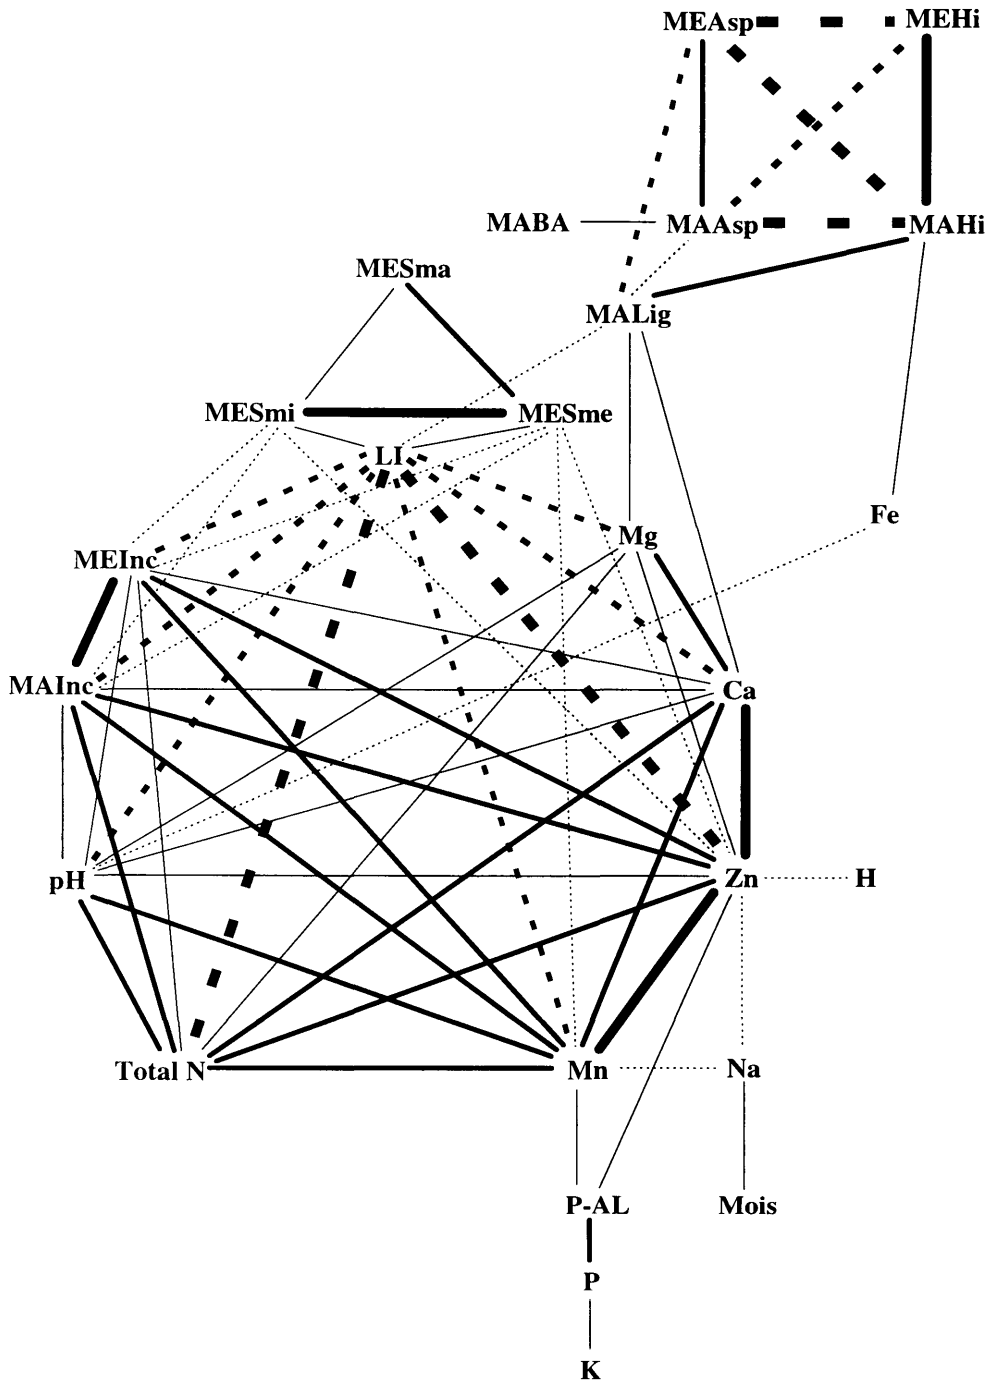 MEAsp MEHi
MABA MAAsp MAHi
MESma
MALig
MESmi MESme
LI
Fe
Mg
MEInc
MAInc Ca
pH Zn H
Total N Mn Na
P-AL Mois
P
K